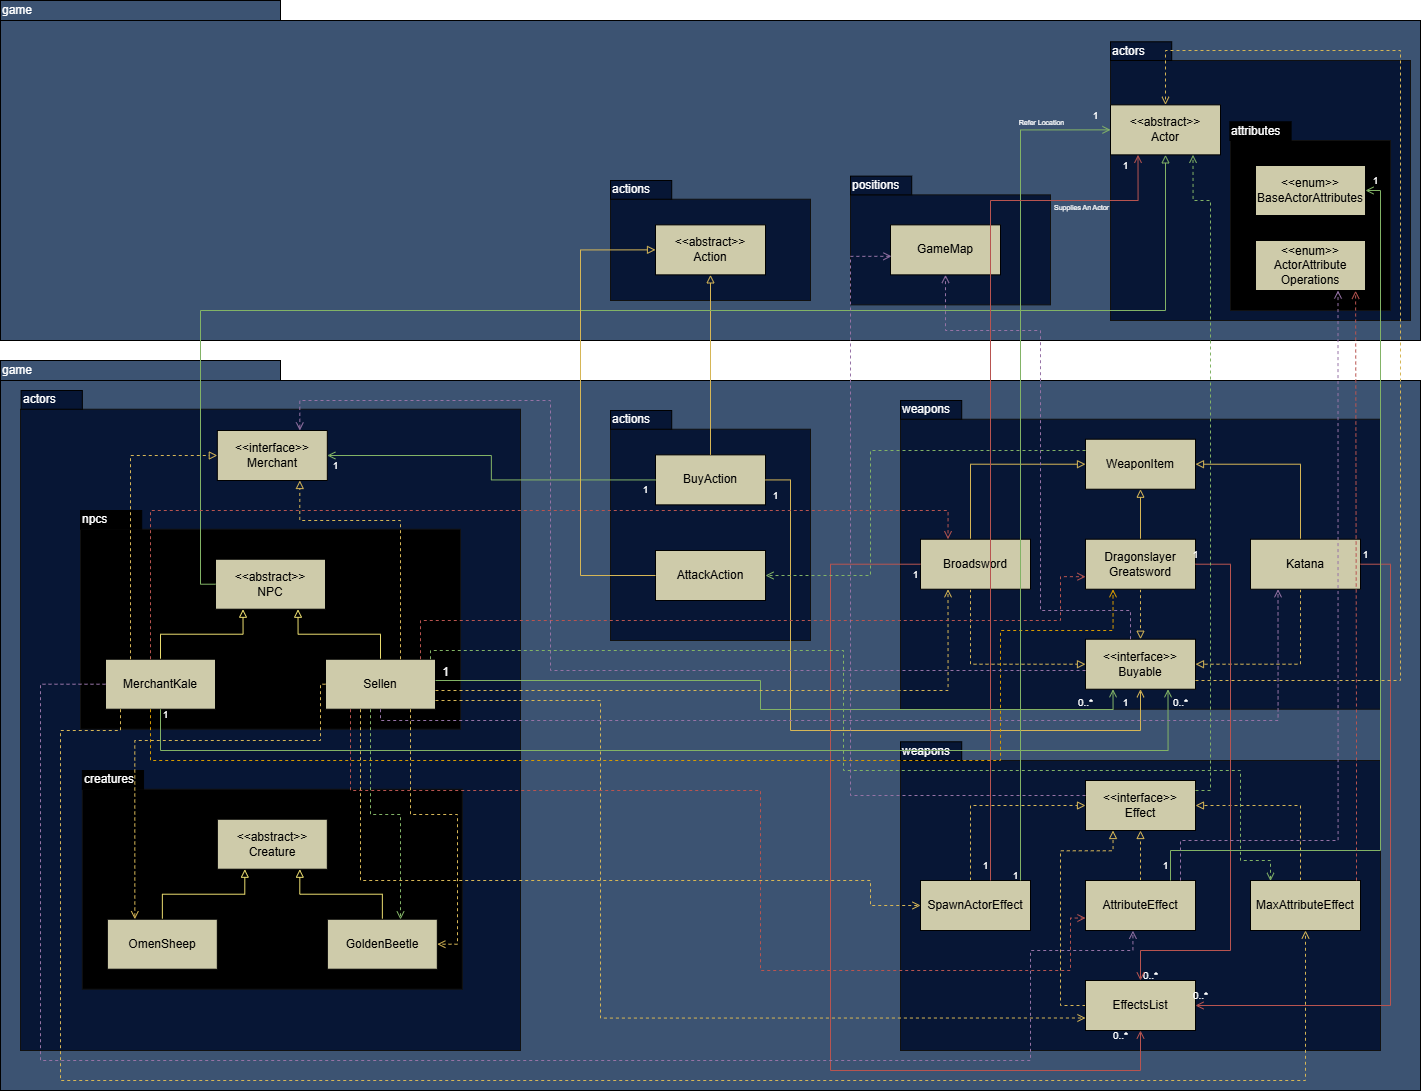 game
actors
1
<<abstract>>
Actor
Refer Location
1
attributes
<<enum>>
BaseActorAttributes
1
<<enum>>
ActorAttribute
Operations
actions
<<abstract>>
Action
positions
GameMap
Supplies An Actor
game
actors
<<interface>>
Merchant
1
npcs
<<abstract>>
NPC
MerchantKale
1
Sellen
1
creatures
<<abstract>>
Creature
OmenSheep
GoldenBeetle
actions
BuyAction
1
1
AttackAction
weapons
WeaponItem
Broadsword
1
Dragonslayer
Greatsword
1
Katana
1
<<interface>>
Buyable
0..*
1
0..*
weapons
<<interface>>
Effect
1
1
SpawnActorEffect
1
AttributeEffect
MaxAttributeEffect
0..*
0..*
EffectsList
0..*